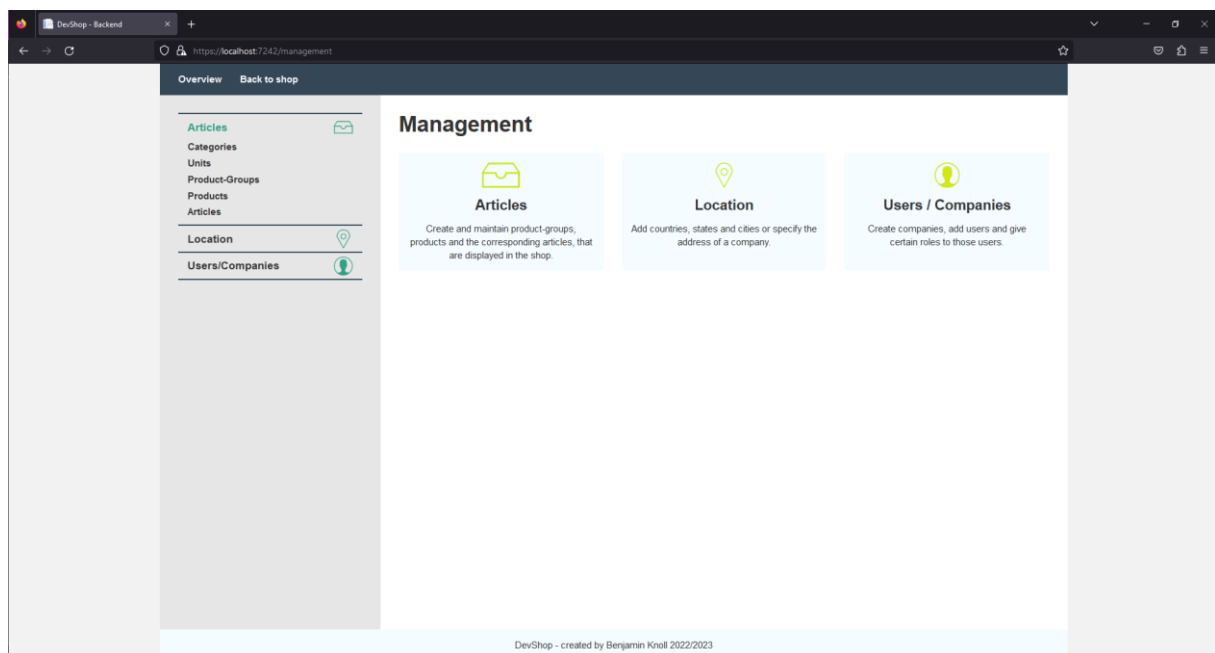 DevShop - Backend
https://localhost:7242/management
Overview Back to shop
Articles
Categories
Units
Product-Groups
Products
Articles
Location
Users/Companies
Management
Articles
Create and maintain product-groups,
products and the corresponding articles, that
are displayed in the shop.
Location
Add countries, states and cities or specify the
address of a company.
Users / Companies
Create companies, add users and give
certain roles to those users.
DevShop - created by Benjamin Knoll 2022/2023